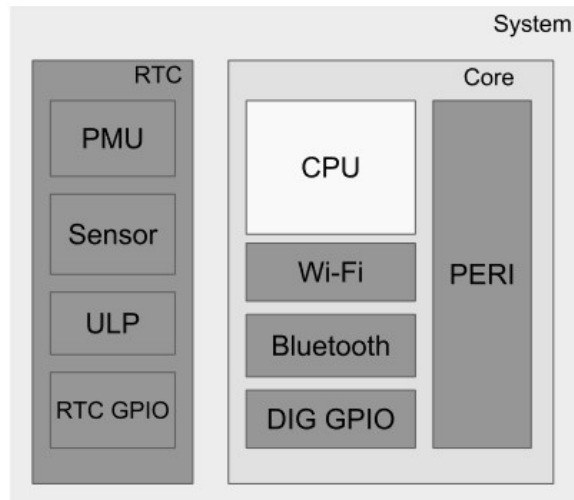 System
RTC
PMU
Sensor
ULP
RTC GPIO
Core
CPU
Wi-Fi
Bluetooth
DIG GPIO
PERI